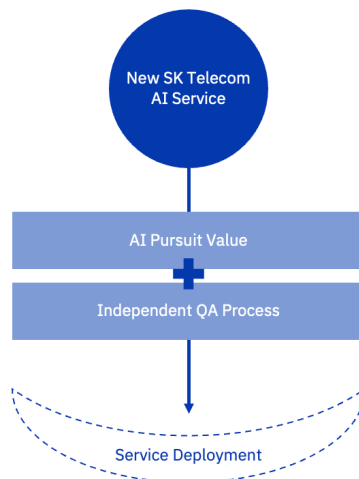 New SK Telecom
AI Service
AI Pursuit Value
Independent QA Process
Service Deployment